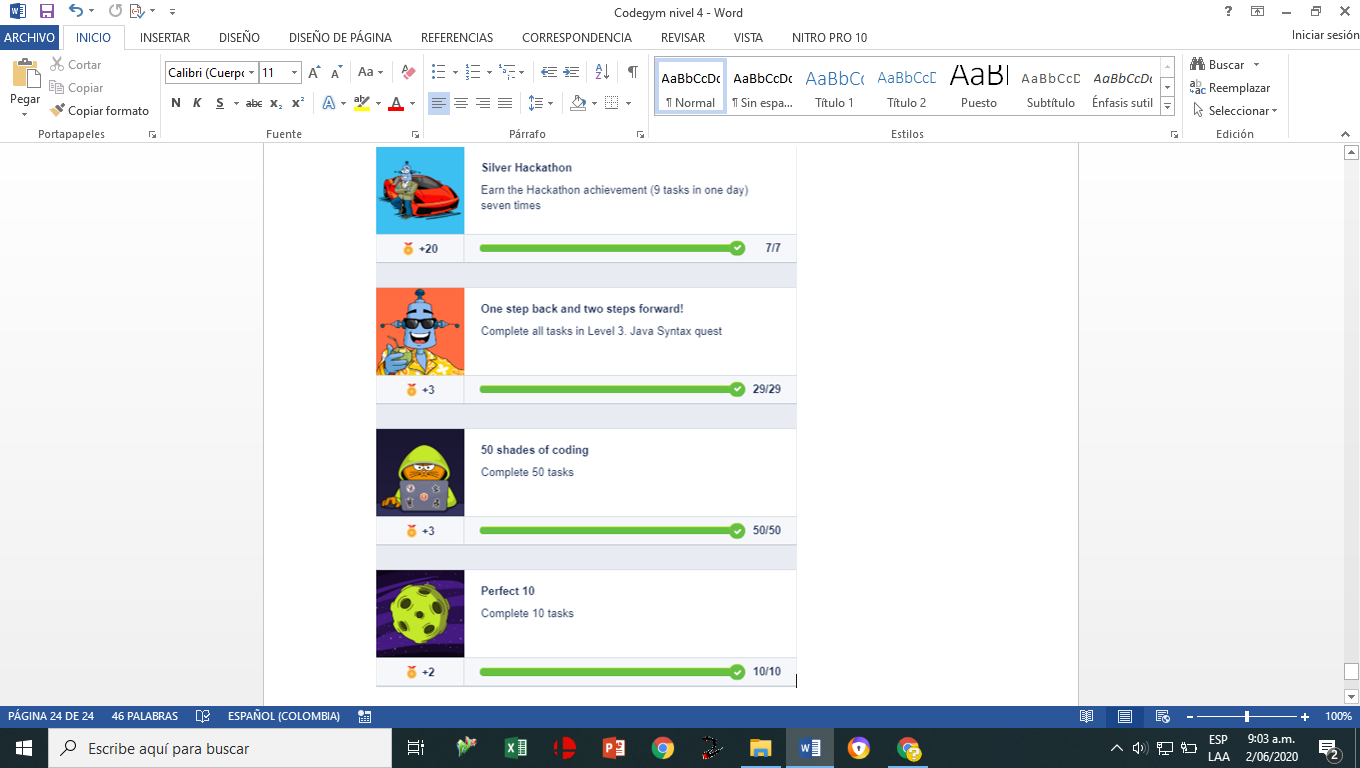 Codegym nivel 4 - Word
ARCHIVO INICIO INSERTAR DISEÑO DISEÑO DE PÁGINA REFERENCIAS CORRESPONDENCIA REVISAR VISTA NITRO PRO 10 Iniciar sesión
Pegar
Cortar
Copiar
Copiar formato
Portapapeles
Calibri (Cuerpo 11
N K S abc x₂ x²
Fuente
Párrafo
AaBbCcDc AaBbCcDc AaBbCc AaBbCcD AaB AaBbCcD AaBbCcDc
¶ Normal ¶ Sin espa... Título 1 Título 2 Puesto Subtítulo Énfasis sutil
Estilos
Buscar
Reemplazar
Seleccionar
Edición
Silver Hackathon
Earn the Hackathon achievement (9 tasks in one day)
seven times
+20 7/7
One step back and two steps forward!
Complete all tasks in Level 3. Java Syntax quest
+3 29/29
50 shades of coding
Complete 50 tasks
+3 50/50
Perfect 10
Complete 10 tasks
+2 10/10
PÁGINA 24 DE 24 46 PALABRAS ESPAÑOL (COLOMBIA) 100%
Escribe aquí para buscar
ESP
LAA
9:03 a.m.
2/06/2020
2